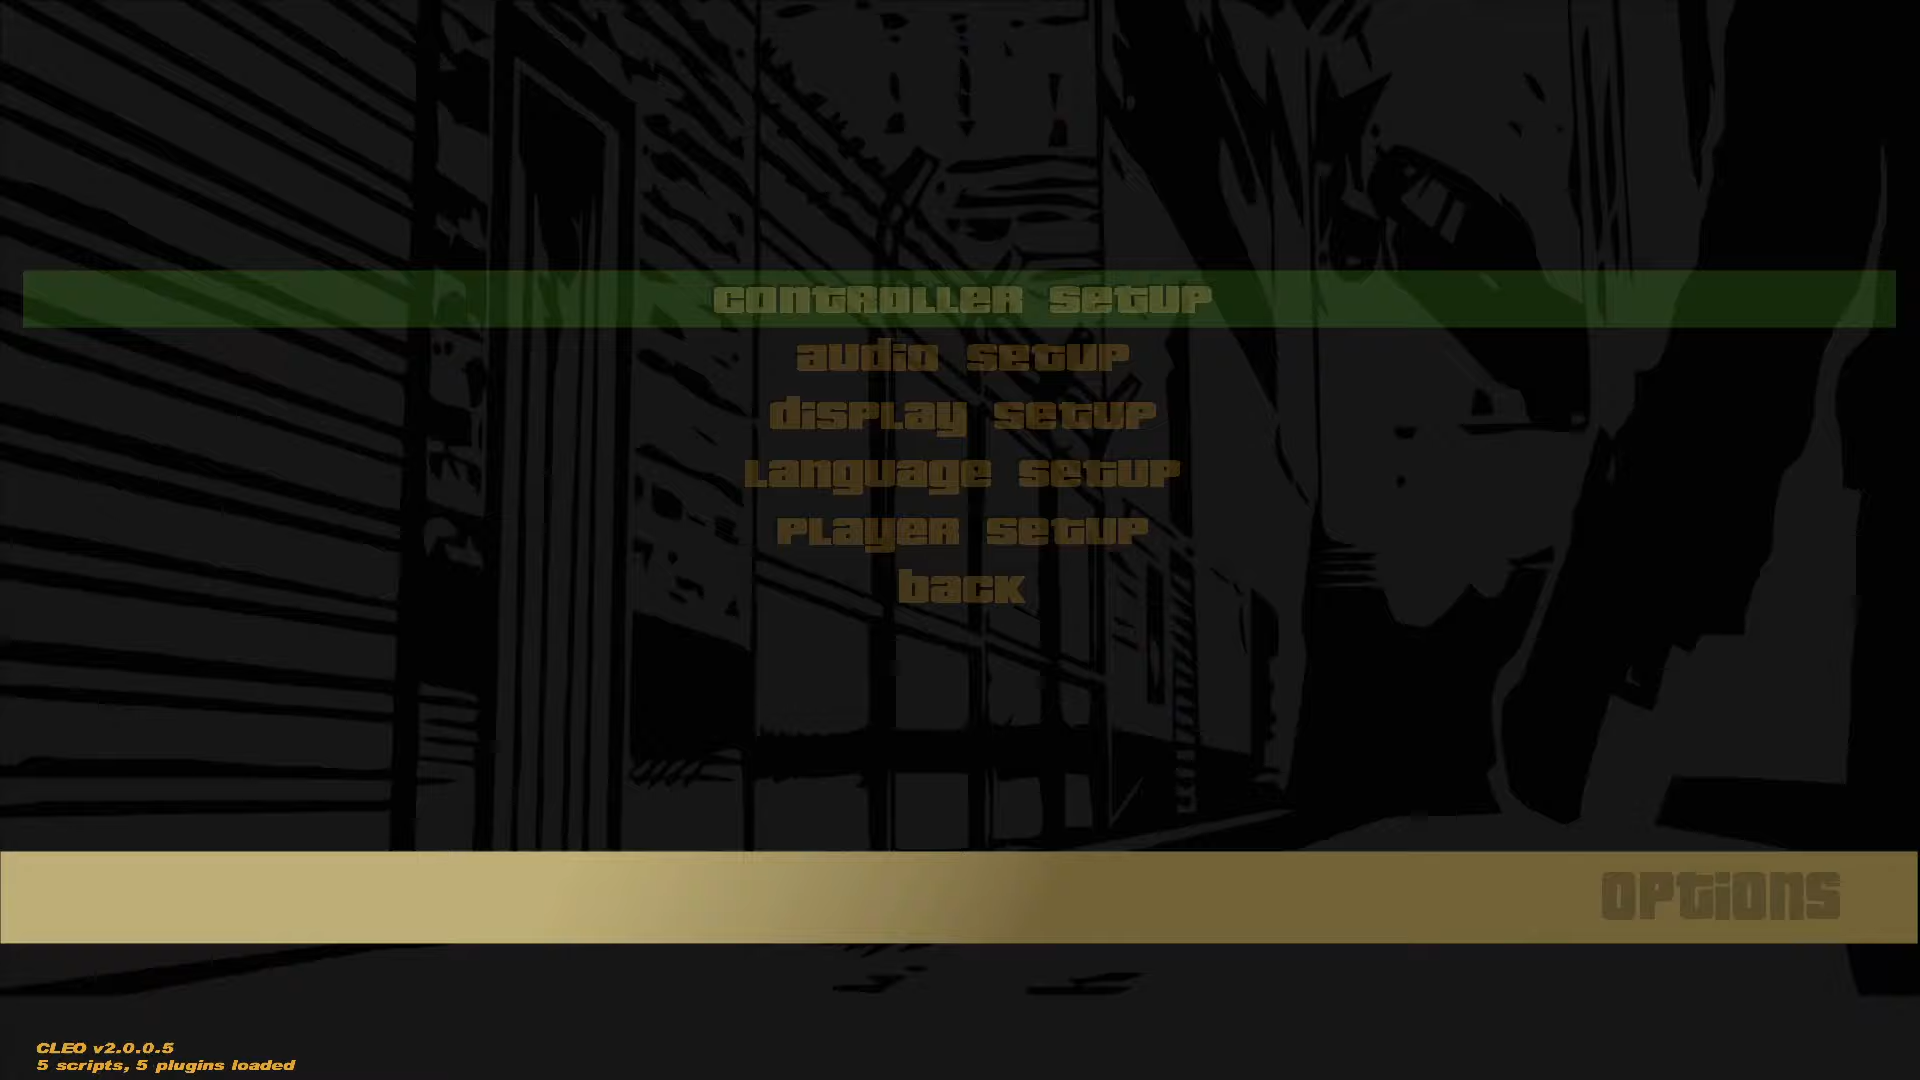 CONTROLLER SETUP
AUDIO SETUP
DISPLAY SETUP
LANGUAGE SETUP
PLAYER SETUP
BACK
OPTIONS
CLEO v2.0.0.5
5 scripts, 5 plugins loaded